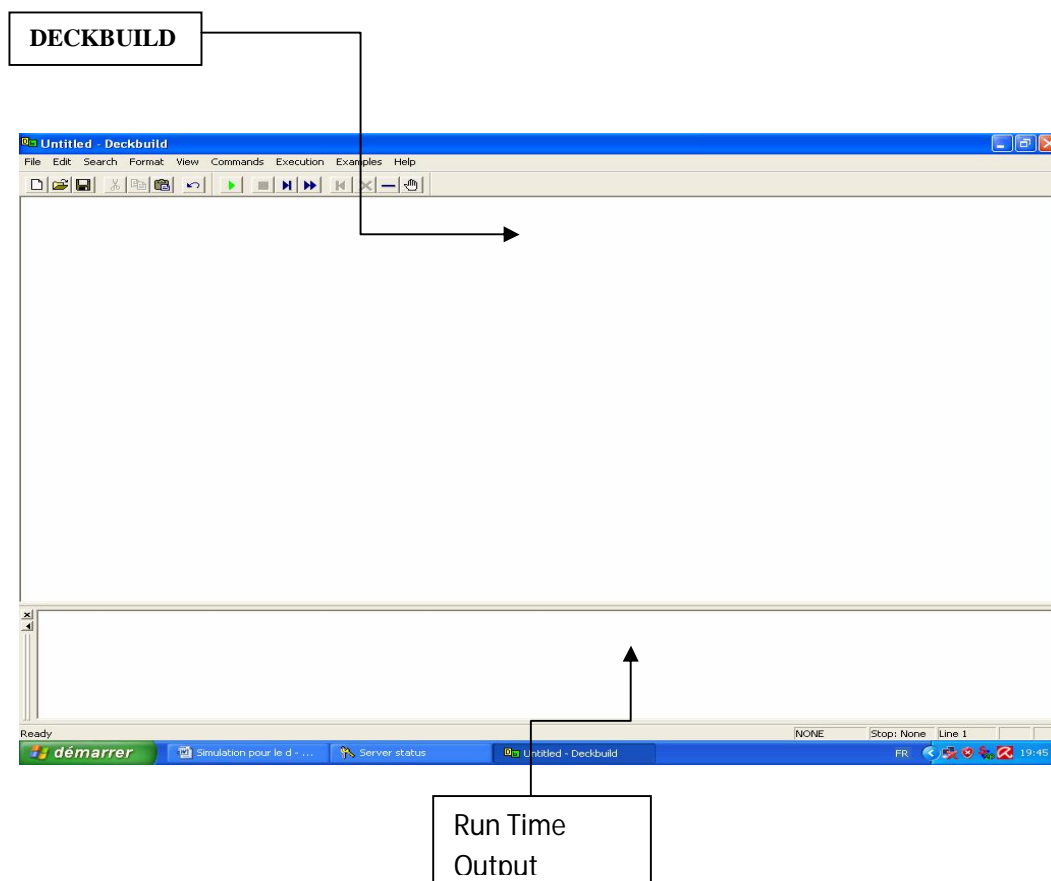 DECKBUILD
Untitled - Deckbuild
File Edit Search Format View Commands Execution Examples Help
Ready
NONE
Stop: None
Line 1
démarrer
Simulation pour le d - ...
Server status
Untitled - Deckbuild
FR
19:45
Run Time
Output